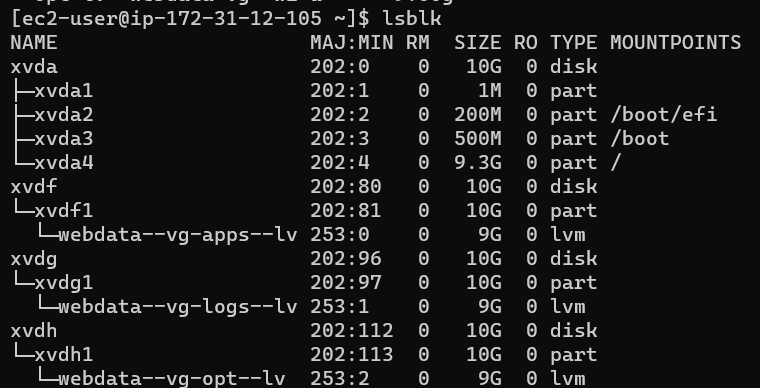 [ec2-user@ip-172-31-12-105 ~]$ lsblk
NAME                     MAJ:MIN RM  SIZE RO TYPE MOUNTPOINTS
xvda                     202:0    0   10G  0 disk
├─xvda1                  202:1    0    1M  0 part
├─xvda2                  202:2    0  200M  0 part /boot/efi
├─xvda3                  202:3    0  500M  0 part /boot
└─xvda4                  202:4    0  9.3G  0 part /
xvdf                     202:80   0   10G  0 disk
└─xvdf1                  202:81   0   10G  0 part
  └─webdata--vg-apps--lv 253:0    0    9G  0 lvm
xvdg                     202:96   0   10G  0 disk
└─xvdg1                  202:97   0   10G  0 part
  └─webdata--vg-logs--lv 253:1    0    9G  0 lvm
xvdh                     202:112  0   10G  0 disk
└─xvdh1                  202:113  0   10G  0 part
  └─webdata--vg-opt--lv  253:2    0    9G  0 lvm